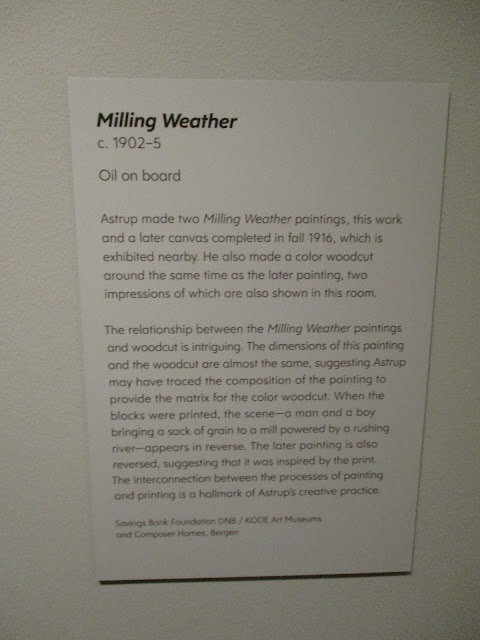 Milling Weather
c. 1902–5
Oil on board
Astrup made two Milling Weather paintings, this work
and a later canvas completed in fall 1916, which is
exhibited nearby. He also made a color woodcut
around the same time as the later painting, two
impressions of which are also shown in this room.
The relationship between the Milling Weather paintings
and woodcut is intriguing. The dimensions of this painting
and the woodcut are almost the same, suggesting Astrup
may have traced the composition of the painting to
provide the matrix for the color woodcut. When the
blocks were printed, the scene—a man and a boy
bringing a sack of grain to a mill powered by a rushing
river—appears in reverse. The later painting is also
reversed, suggesting that it was inspired by the print.
The interconnection between the processes of painting
and printing is a hallmark of Astrup's creative practice.
Savings Bank Foundation DNB / KODE Art Museums
and Composer Homes, Bergen